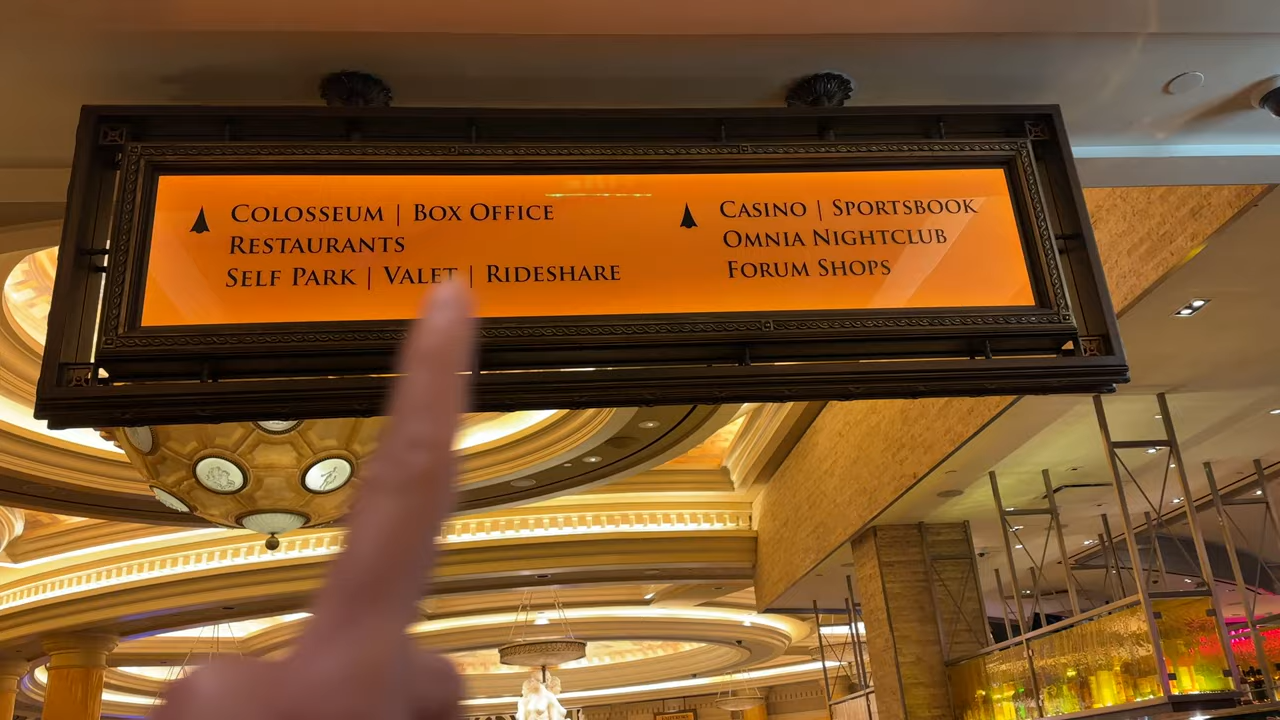 COLOSSEUM | BOX OFFICE
RESTAURANTS
SELF PARK | VALET | RIDESHARE
CASINO | SPORTSBOOK
OMNIA NIGHTCLUB
FORUM SHOPS